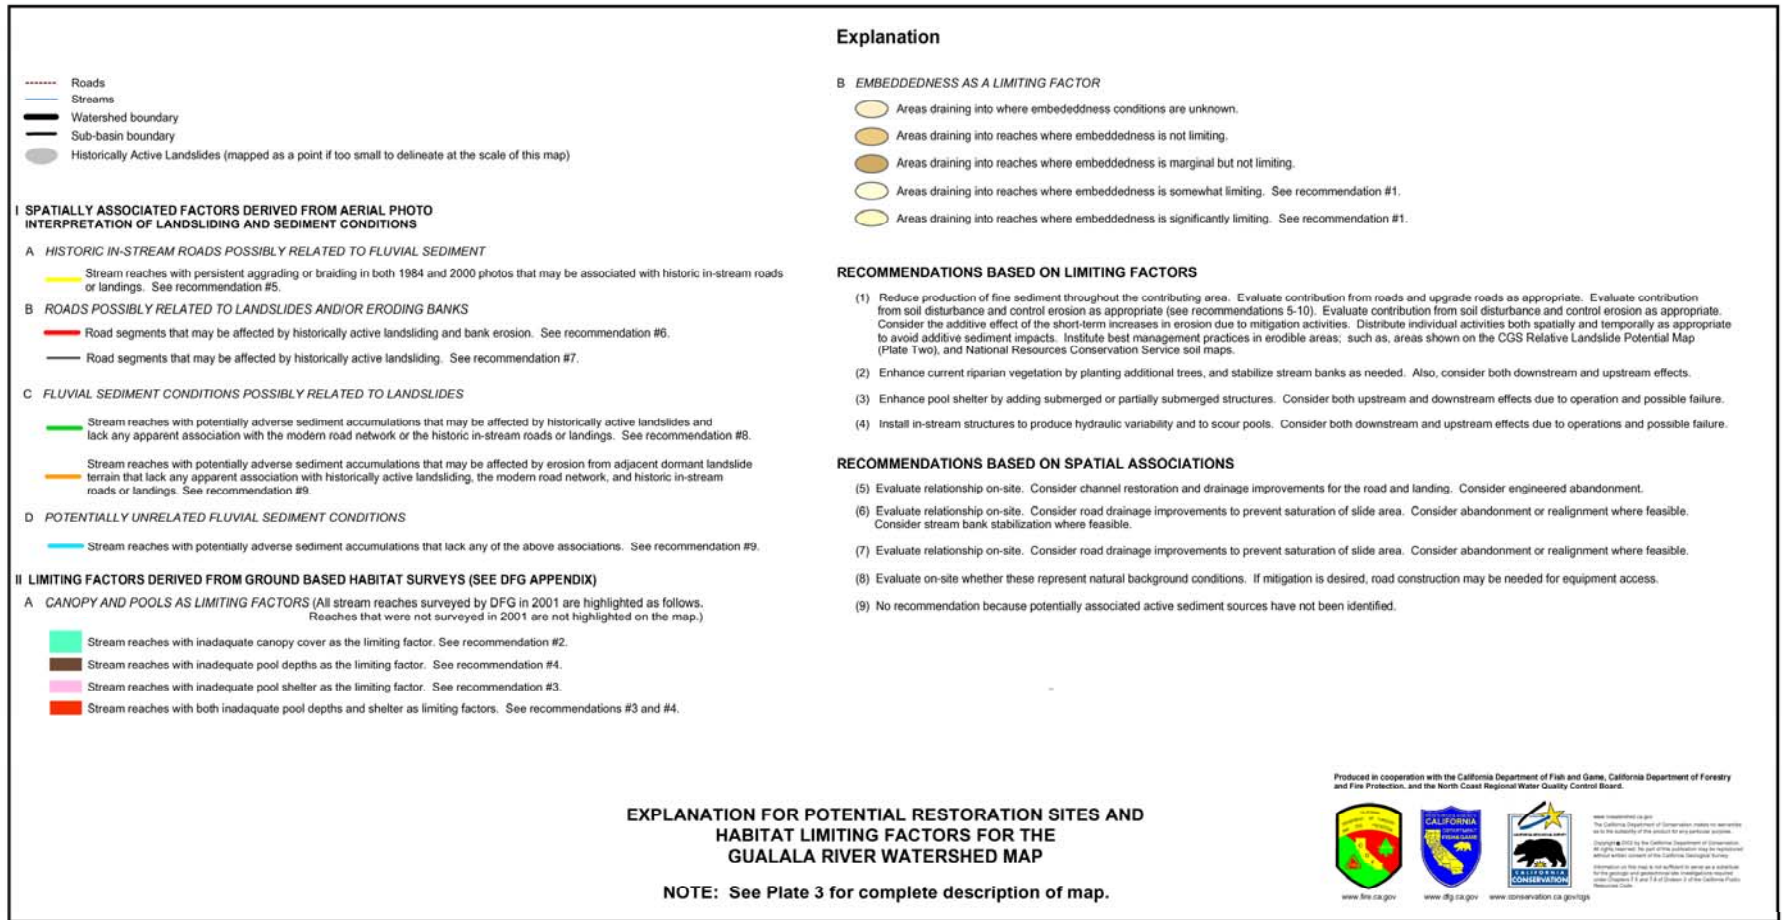 Explanation
Roads
Streams
Watershed boundary
Sub-basin boundary
Historically Active Landslides (mapped as a point if too small to delineate at the scale of this map)
I SPATIALLY ASSOCIATED FACTORS DERIVED FROM AERIAL PHOTO
INTERPRETATION OF LANDSLIDING AND SEDIMENT CONDITIONS
A HISTORIC IN-STREAM ROADS POSSIBLY RELATED TO FLUVIAL SEDIMENT
Stream reaches with persistent aggrading or braiding in both 1984 and 2000 photos that may be associated with historic in-stream roads
or landings. See recommendation #5.
B ROADS POSSIBLY RELATED TO LANDSLIDES AND/OR ERODING BANKS
Road segments that may be affected by historically active landsliding and bank erosion. See recommendation #6.
Road segments that may be affected by historically active landsliding. See recommendation #7.
C FLUVIAL SEDIMENT CONDITIONS POSSIBLY RELATED TO LANDSLIDES
Stream reaches with potentially adverse sediment accumulations that may be affected by historically active landslides and
lack any apparent association with the modern road network or the historic in-stream roads or landings. See recommendation #8.
Stream reaches with potentially adverse sediment accumulations that may be affected by erosion from adjacent dormant landslide
terrain that lack any apparent association with historically active landsliding, the modern road network, and historic in-stream
roads or landings. See recommendation #9.
D POTENTIALLY UNRELATED FLUVIAL SEDIMENT CONDITIONS
Stream reaches with potentially adverse sediment accumulations that lack any of the above associations. See recommendation #9.
II LIMITING FACTORS DERIVED FROM GROUND BASED HABITAT SURVEYS (SEE DFG APPENDIX)
A CANOPY AND POOLS AS LIMITING FACTORS (All stream reaches surveyed by DFG in 2001 are highlighted as follows.
Reaches that were not surveyed in 2001 are not highlighted on the map.)
Stream reaches with inadaquate canopy cover as the limiting factor. See recommendation #2.
Stream reaches with inadequate pool depths as the limiting factor. See recommendation #4.
Stream reaches with inadequate pool shelter as the limiting factor. See recommendation #3.
Stream reaches with both inadaquate pool depths and shelter as limiting factors. See recommendations #3 and #4.
B EMBEDDEDNESS AS A LIMITING FACTOR
Areas draining into where embededdness conditions are unknown.
Areas draining into reaches where embeddedness is not limiting.
Areas draining into reaches where embeddedness is marginal but not limiting.
Areas draining into reaches where embeddedness is somewhat limiting. See recommendation #1.
Areas draining into reaches where embeddedness is significantly limiting. See recommendation #1.
RECOMMENDATIONS BASED ON LIMITING FACTORS
(1) Reduce production of fine sediment throughout the contributing area. Evaluate contribution from roads and upgrade roads as appropriate. Evaluate contribution
from soil disturbance and control erosion as appropriate (see recommendations 5-10). Evaluate contribution from soil disturbance and control erosion as appropriate.
Consider the additive effect of the short-term increases in erosion due to mitigation activities. Distribute individual activities both spatially and temporally as appropriate
to avoid additive sediment impacts. Institute best management practices in erodible areas; such as, areas shown on the CGS Relative Landslide Potential Map
(Plate Two), and National Resources Conservation Service soil maps.
(2) Enhance current riparian vegetation by planting additional trees, and stabilize stream banks as needed. Also, consider both downstream and upstream effects.
(3) Enhance pool shelter by adding submerged or partially submerged structures. Consider both upstream and downstream effects due to operation and possible failure.
(4) Install in-stream structures to produce hydraulic variability and to scour pools. Consider both downstream and upstream effects due to operations and possible failure.
RECOMMENDATIONS BASED ON SPATIAL ASSOCIATIONS
(5) Evaluate relationship on-site. Consider channel restoration and drainage improvements for the road and landing. Consider engineered abandonment.
(6) Evaluate relationship on-site. Consider road drainage improvements to prevent saturation of slide area. Consider abandonment or realignment where feasible.
Consider stream bank stabilization where feasible.
(7) Evaluate relationship on-site. Consider road drainage improvements to prevent saturation of slide area. Consider abandonment or realignment where feasible.
(8) Evaluate on-site whether these represent natural background conditions. If mitigation is desired, road construction may be needed for equipment access.
(9) No recommendation because potentially associated active sediment sources have not been identified.
EXPLANATION FOR POTENTIAL RESTORATION SITES AND
HABITAT LIMITING FACTORS FOR THE
GUALALA RIVER WATERSHED MAP
NOTE: See Plate 3 for complete description of map.
Produced in cooperation with the California Department of Fish and Game, California Department of Forestry
and Fire Protection, and the North Coast Regional Water Quality Control Board.
CALIFORNIA
FISH & GAME
CALIFORNIA
CONSERVATION
www.fire.ca.gov www.dfg.ca.gov www.conservation.ca.gov/cgs